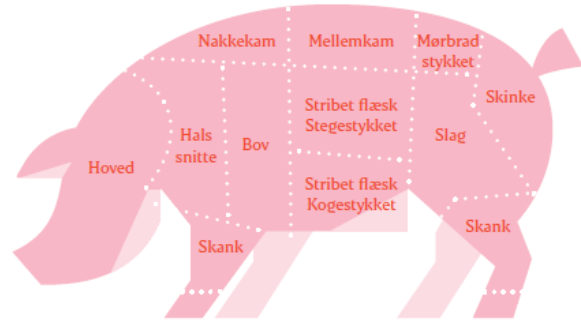 Nakkekam
Mellemkam
Mørbrad
stykket
Skinke
Stribet flæsk
Stegestykket
Hals
snitte
Bov
Slag
Hoved
Stribet flæsk
Kogestykket
Skank
Skank